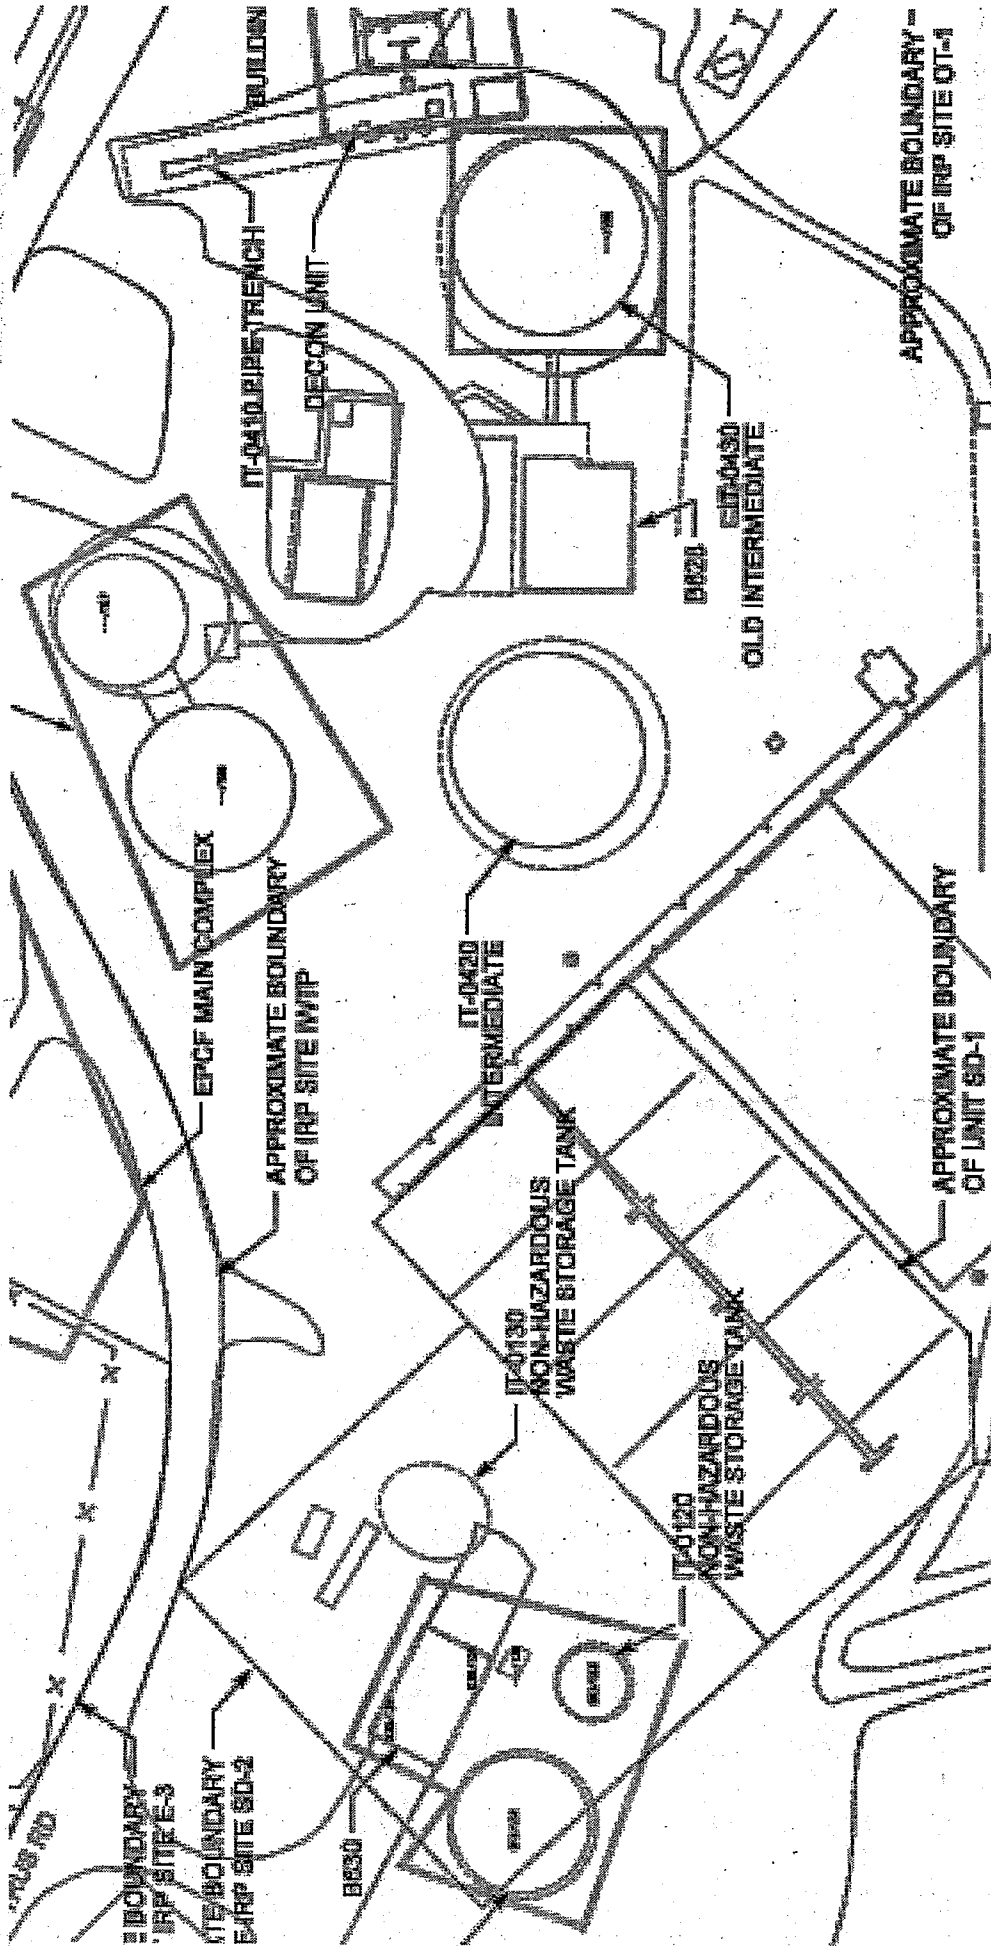 BUILDIN
APPROXIMATE BOUNDARY
OF IRP SITE OT-1
IT-0410 PIPE TRENCH
DECON UNIT
IT-0430
OLD INTERMEDIATE
EPCF MAIN COMPLEX
APPROXIMATE BOUNDARY
OF IRP SITE IWTP
IT-0420
INTERMEDIATE
APPROXIMATE BOUNDARY
OF UNIT SD-1
IT-0130
NON-HAZARDOUS
WASTE STORAGE TANK
IT-0120
NON-HAZARDOUS
WASTE STORAGE TANK
BOUNDARY
IRP SITE E-3
TE BOUNDARY
F IRP SITE SD-2
RD
X
X
X